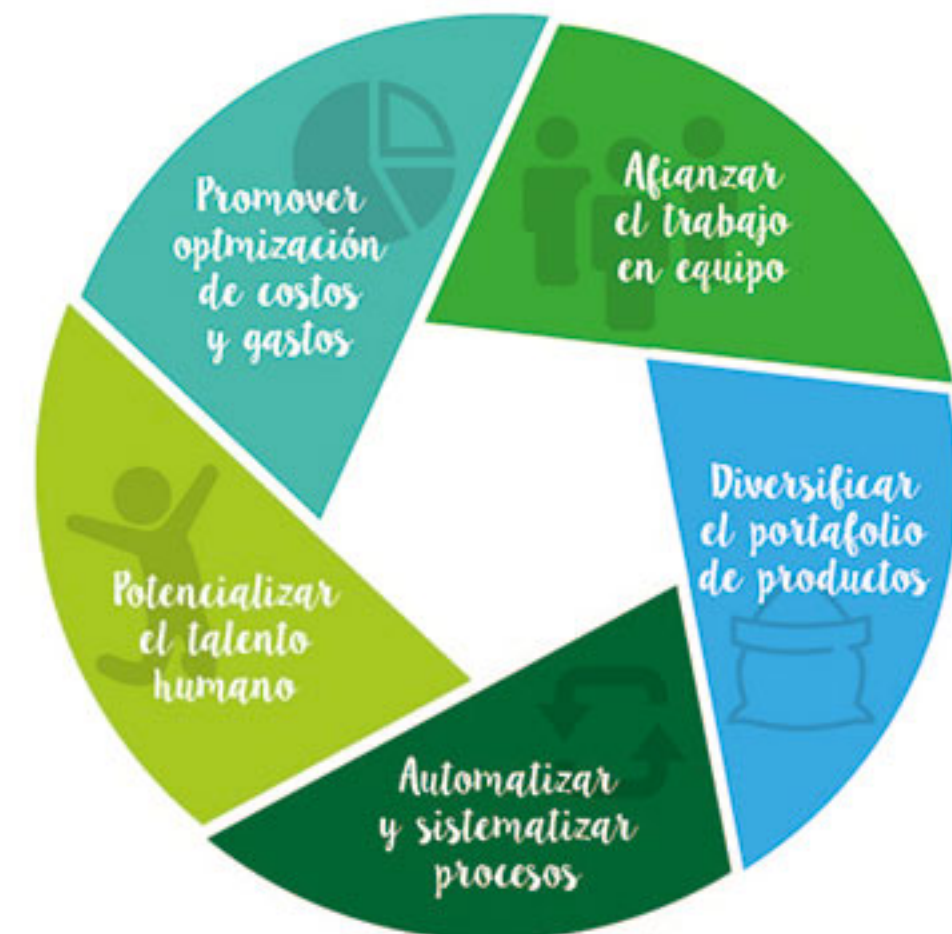 Promover
optmización
de costos
y gastos
Afianzar
el trabajo
en equipo
Diversificar
el portafolio
de productos
Automatizar
y sistematizar
procesos
Potencializar
el talento
humano